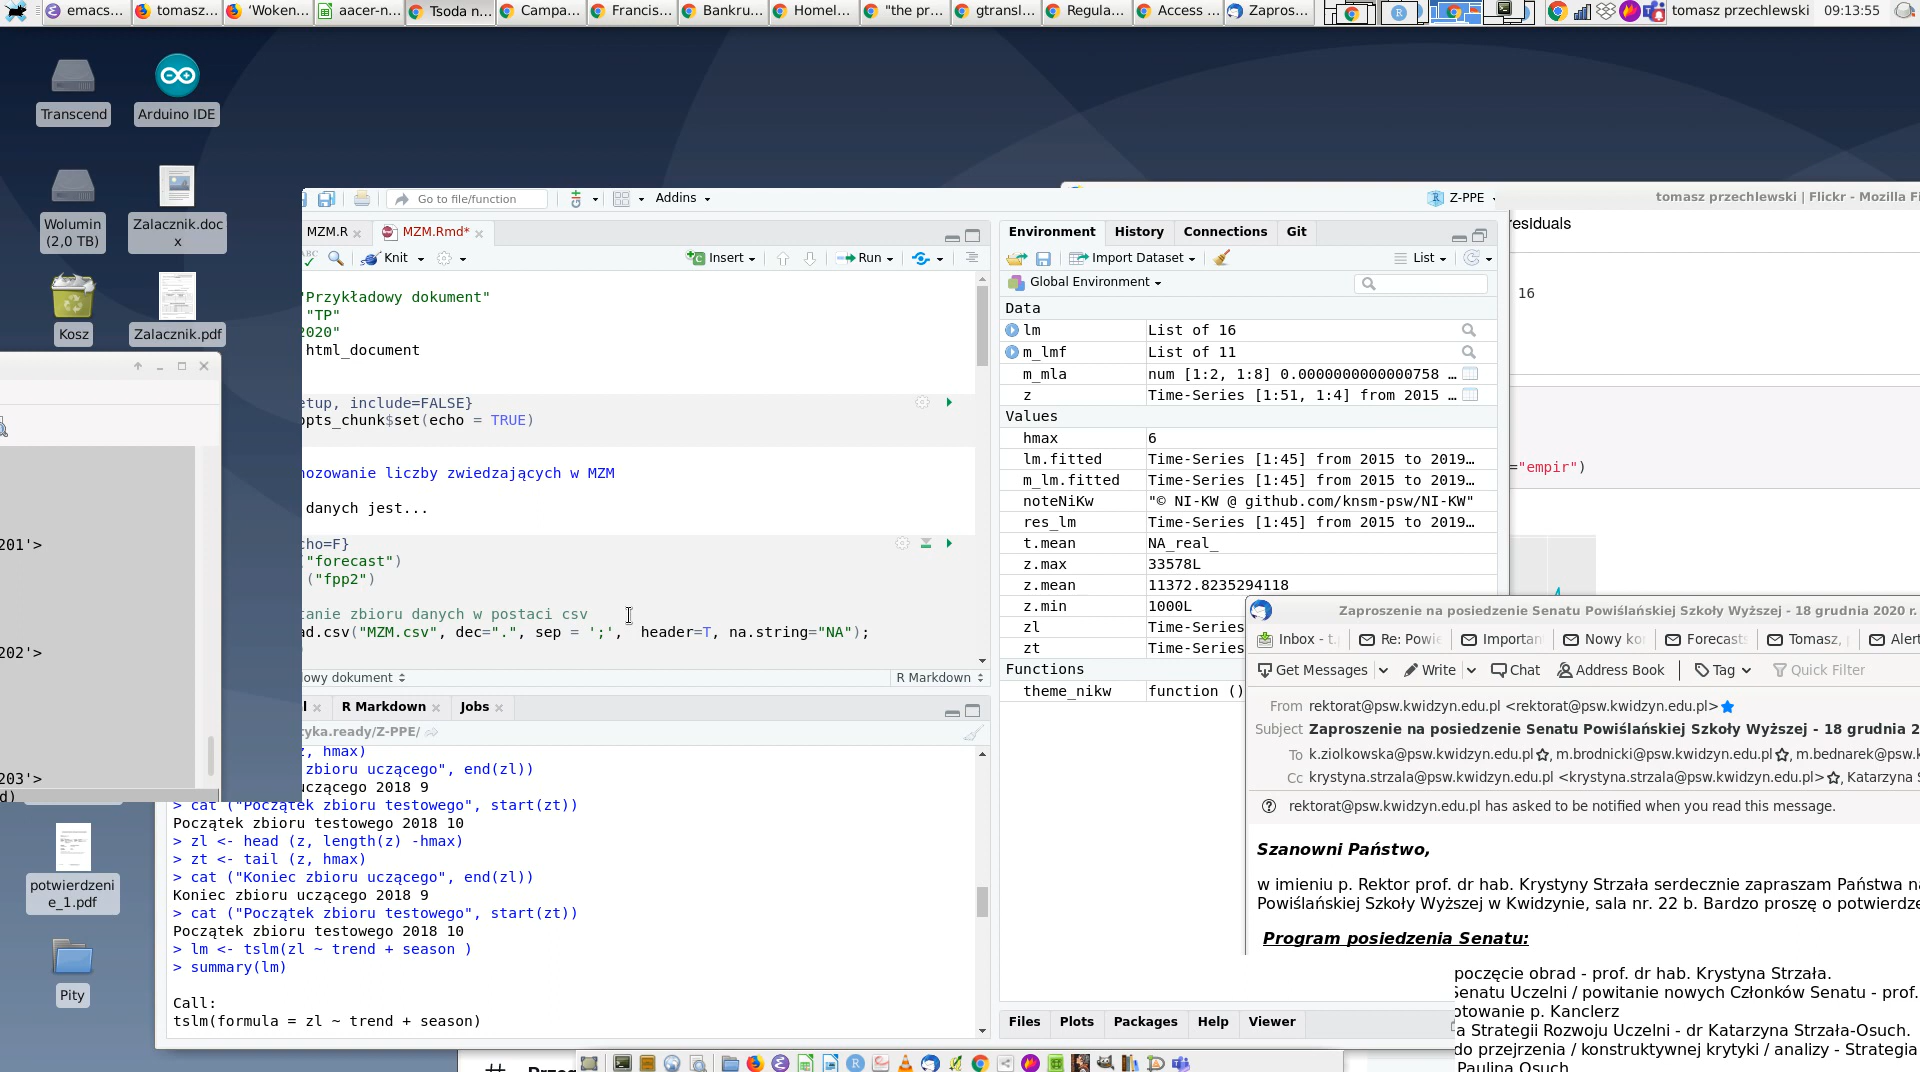 emacs...
tomasz...
‘Woken...
aacer-n...
Tsoda n...
Campa...
Francis...
Bankru...
Homel...
"the pr...
gtransl...
Regula...
Access ...
Zapros...
tomasz przechlewski
09:13:55
Transcend
Arduino IDE
Wolumin
(2,0 TB)
Zalacznik.doc
x
Kosz
Zalacznik.pdf
201'>
202'>
203'>
d)
potwierdzeni
e_1.pdf
Pity
Go to file/function
Addins
Z-PPE
MZM.R
MZM.Rmd*
ABC
Knit
Insert
Run
"Przykładowy dokument"
"TP"
2020"
html_document
etup, include=FALSE}
opts_chunk$set(echo = TRUE)
nozowanie liczby zwiedzających w MZM
danych jest...
cho=F}
("forecast")
("fpp2")
tanie zbioru danych w postaci csv
ad.csv("MZM.csv", dec=".", sep = ';',  header=T, na.string="NA");
owy dokument
R Markdown
l
R Markdown
Jobs
tyka.ready/Z-PPE/
z, hmax)
zbioru uczącego", end(zl))
uczącego 2018 9
> cat ("Początek zbioru testowego", start(zt))
Początek zbioru testowego 2018 10
> zl <- head (z, length(z) -hmax)
> zt <- tail (z, hmax)
> cat ("Koniec zbioru uczącego", end(zl))
Koniec zbioru uczącego 2018 9
> cat ("Początek zbioru testowego", start(zt))
Początek zbioru testowego 2018 10
> lm <- tslm(zl ~ trend + season )
> summary(lm)
Call:
tslm(formula = zl ~ trend + season)
Environment
History
Connections
Git
Import Dataset
List
Global Environment
Data
lm List of 16
m_lmf List of 11
m_mla num [1:2, 1:8] 0.0000000000000758 …
z Time-Series [1:51, 1:4] from 2015 …
Values
hmax 6
lm.fitted Time-Series [1:45] from 2015 to 2019…
m_lm.fitted Time-Series [1:45] from 2015 to 2019…
noteNiKw "© NI-KW @ github.com/knsm-psw/NI-KW"
res_lm Time-Series [1:45] from 2015 to 2019…
t.mean NA_real_
z.max 33578L
z.mean 11372.8235294118
z.min 1000L
zl Time-Series
zt Time-Series
Functions
theme_nikw function ()
Files
Plots
Packages
Help
Viewer
tomasz przechlewski | Flickr - Mozilla Fi
residuals
16
="empir")
Zaproszenie na posiedzenie Senatu Powiślańskiej Szkoły Wyższej - 18 grudnia 2020 r.
Inbox - t.
Re: Powi
Importan
Nowy ko
Forecast
Tomasz,
Alert
Get Messages
Write
Chat
Address Book
Tag
Quick Filter
From rektorat@psw.kwidzyn.edu.pl <rektorat@psw.kwidzyn.edu.pl>
Subject Zaproszenie na posiedzenie Senatu Powiślańskiej Szkoły Wyższej - 18 grudnia 2
To k.ziolkowska@psw.kwidzyn.edu.pl, m.brodnicki@psw.kwidzyn.edu.pl, m.bednarek@psw.k
Cc krystyna.strzala@psw.kwidzyn.edu.pl <krystyna.strzala@psw.kwidzyn.edu.pl>, Katarzyna S
rektorat@psw.kwidzyn.edu.pl has asked to be notified when you read this message.
Szanowni Państwo,
w imieniu p. Rektor prof. dr hab. Krystyny Strzała serdecznie zapraszam Państwa na
Powiślańskiej Szkoły Wyższej w Kwidzynie, sala nr. 22 b. Bardzo proszę o potwierdze
Program posiedzenia Senatu:
poczęcie obrad - prof. dr hab. Krystyna Strzała.
Senatu Uczelni / powitanie nowych Członków Senatu - prof.
otowanie p. Kanclerz
a Strategii Rozwoju Uczelni - dr Katarzyna Strzała-Osuch.
do przejrzenia / konstruktywnej krytyki / analizy - Strategia
Paulina Osuch